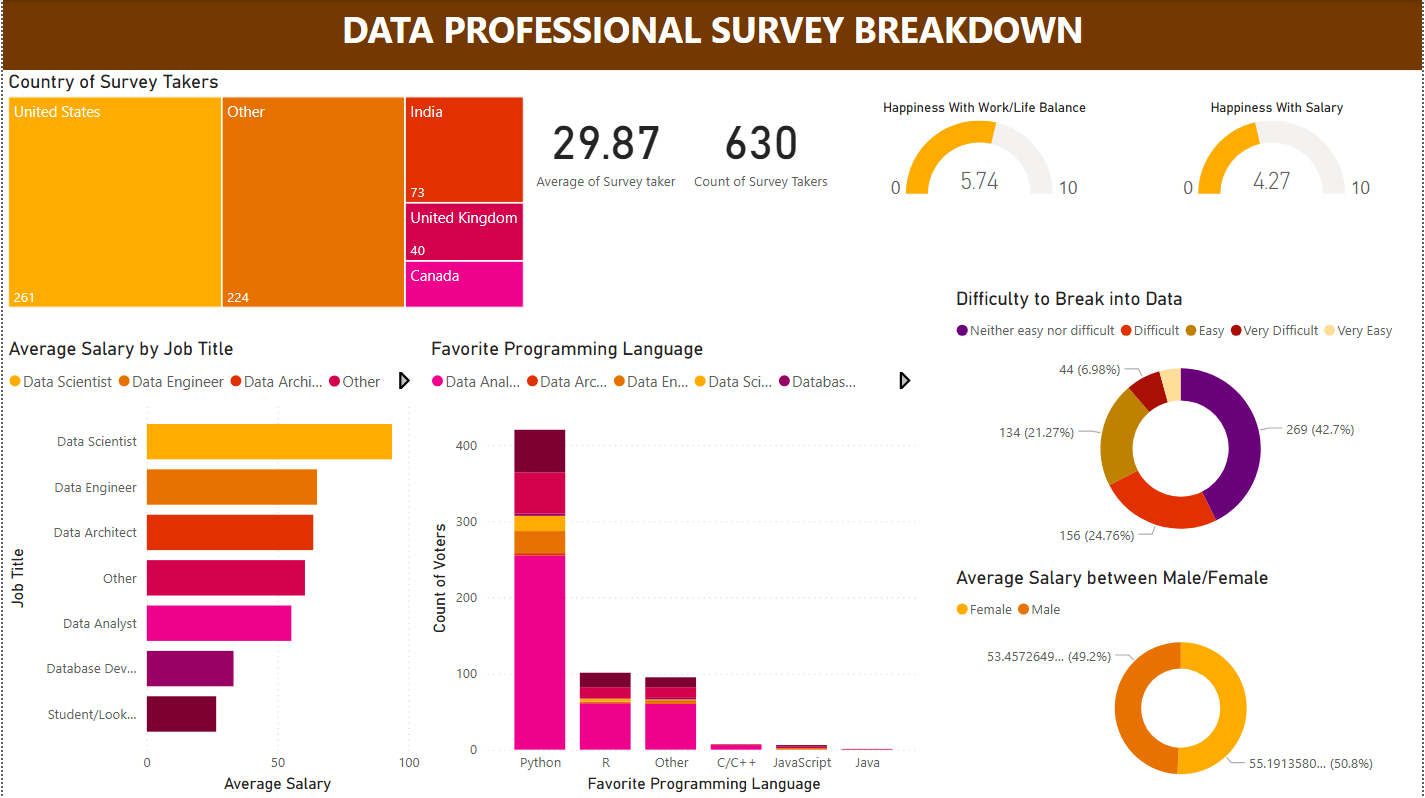 DATA PROFESSIONAL SURVEY BREAKDOWN
Country of Survey Takers
United States
261
Other
224
India
73
United Kingdom
40
Canada
29.87
Average of Survey taker
630
Count of Survey Takers
Happiness With Work/Life Balance
0
5.74
10
Happiness With Salary
0
4.27
10
Average Salary by Job Title
Data Scientist
Data Engineer
Data Archi...
Other
Job Title
Data Scientist
Data Engineer
Data Architect
Other
Data Analyst
Database Dev...
Student/Look...
0
50
100
Average Salary
Favorite Programming Language
Data Anal...
Data Arc...
Data En...
Data Sci...
Databas...
Count of Voters
400
300
200
100
0
Python
R
Other
C/C++
JavaScript
Java
Favorite Programming Language
Difficulty to Break into Data
Neither easy nor difficult
Difficult
Easy
Very Difficult
Very Easy
44 (6.98%)
134 (21.27%)
269 (42.7%)
156 (24.76%)
Average Salary between Male/Female
Female
Male
53.4572649... (49.2%)
55.1913580... (50.8%)